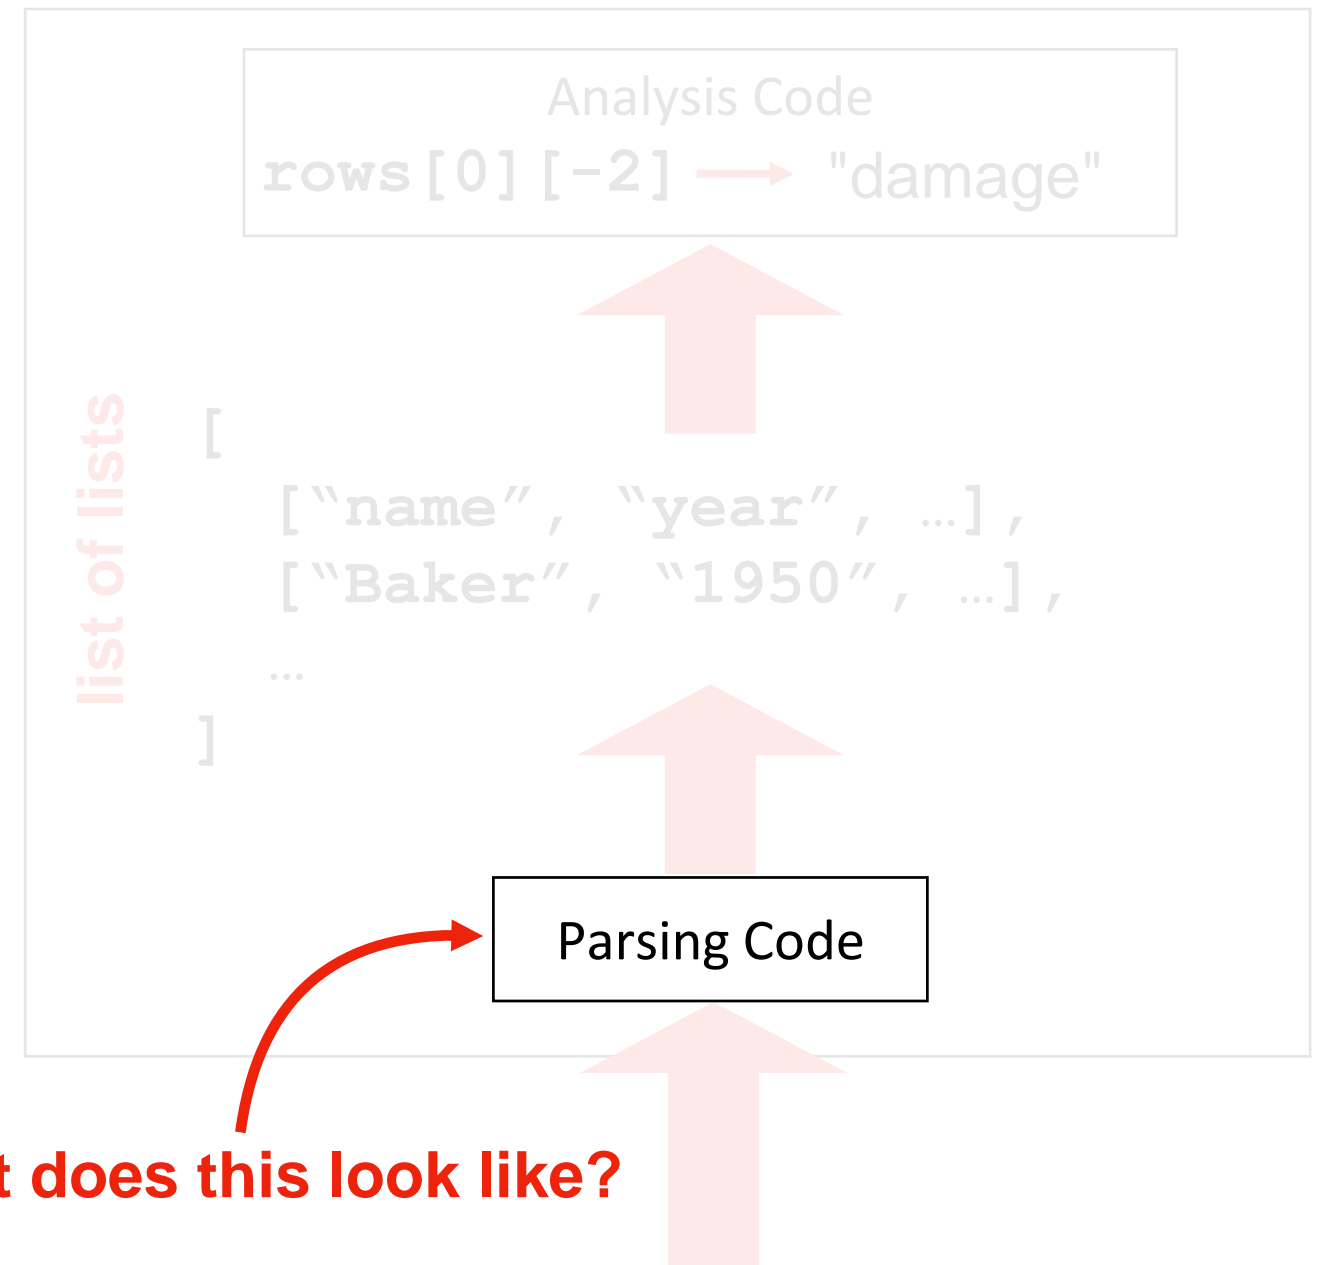 Analysis Code
rows[0][-2] → "damage"
list of lists
[
[“name”, “year”, …],
[“Baker”, “1950”, …],
…
]
Parsing Code
t does this look like?